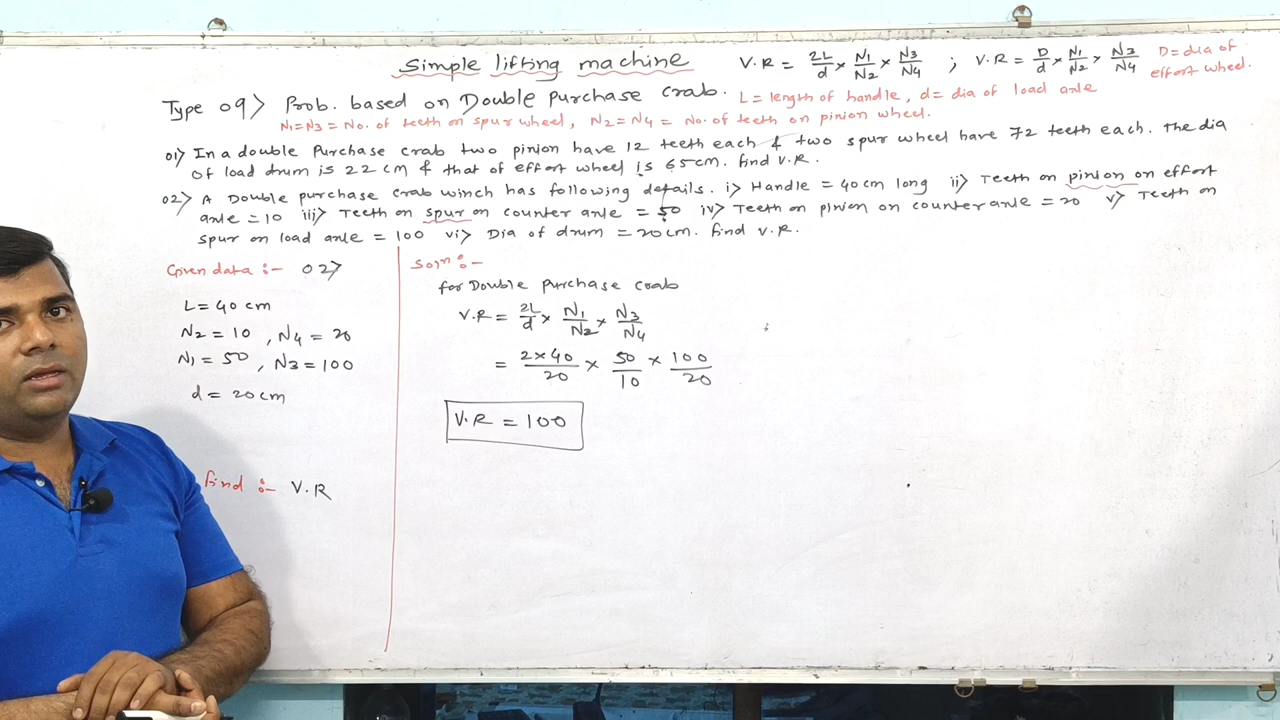 Simple lifting machine
V.R = 2L/d × N1/N2 × N3/N4 ; V.R = D/d × N1/N2 × N3/N4
D = dia of effort wheel.
Type 09> Prob. based on Double purchase crab.
L = length of handle, d = dia of load axle
N1=N3 = No. of teeth on spur wheel, N2=N4 = No. of teeth on pinion wheel.
01> In a double Purchase crab two pinion have 12 teeth each & two spur wheel have 72 teeth each. The dia
of load drum is 22 cm & that of effort wheel is 65cm. find V.R.
02> A Double purchase crab winch has following details. i> Handle = 40cm long ii> Teeth on pinion on effort
axle = 10 iii> Teeth on spur on counter axle = 50 iv> Teeth on pinion on counter axle = 20 v> Teeth on
spur on load axle = 100 vi> Dia of drum = 20cm. find V.R.
Given data :- 02>
L = 40 cm
N2 = 10 , N4 = 20
N1 = 50 , N3 = 100
d = 20cm
find :- V.R
Soln :-
for Double Purchase crab
V.R = 2L/d × N1/N2 × N3/N4
= 2×40/20 × 50/10 × 100/20
V.R = 100